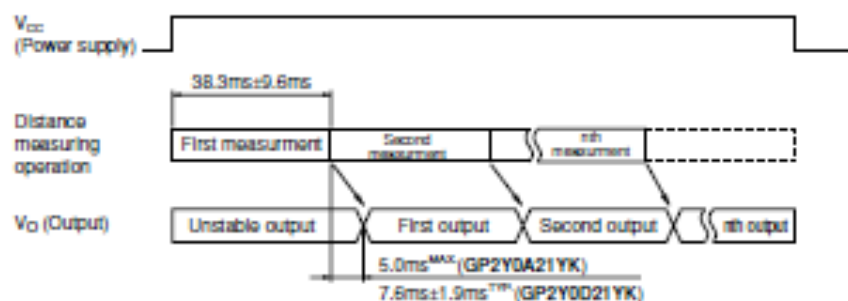 VCC
(Power supply)
38.3ms±9.6ms
Distance
measuring
operation
First measurment
Second
measurment
nth
measurment
VO (Output)
Unstable output
First output
Second output
nth output
5.0msMAX.(GP2Y0A21YK)
7.6ms±1.9msTYP.(GP2Y0D21YK)